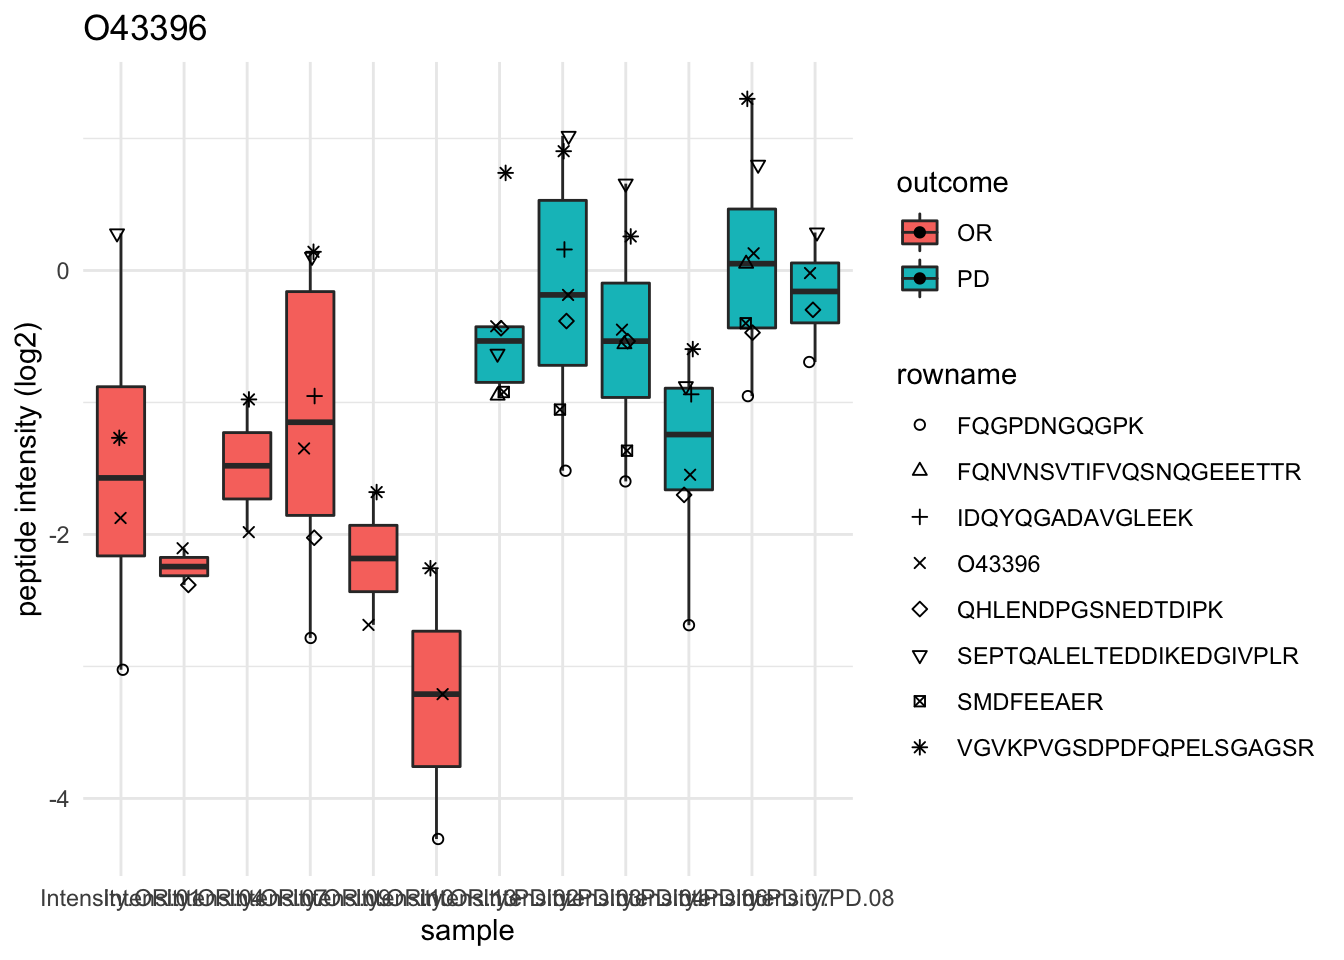 O43396
peptide intensity (log2)
0
-2
-4
sample
outcome
OR
PD
rowname
FQGPDNGQGPK
FQNVNSVTIFVQSNQGEEETTR
IDQYQGADAVGLEEK
O43396
QHLENDPGSNEDTDIPK
SEPTQALELTEDDIKEDGIVPLR
SMDFEEAER
VGVKPVGSDPDFQPELSGAGSR